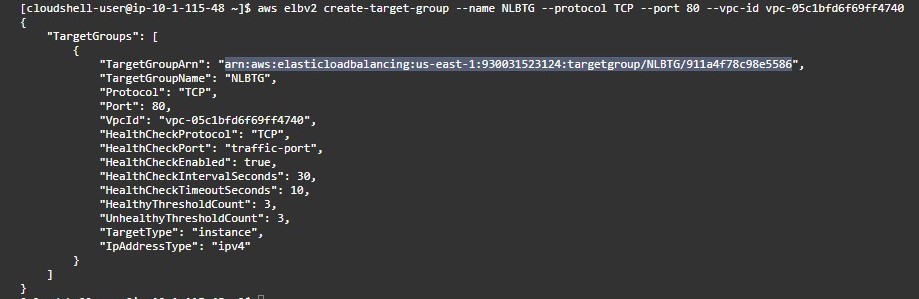 [cloudshell-user@ip-10-1-115-48 ~]$ aws elbv2 create-target-group --name NLBTG --protocol TCP --port 80 --vpc-id vpc-05c1bfd6f69ff4740
{
    "TargetGroups": [
        {
            "TargetGroupArn": "arn:aws:elasticloadbalancing:us-east-1:930031523124:targetgroup/NLBTG/911a4f78c98e5586",
            "TargetGroupName": "NLBTG",
            "Protocol": "TCP",
            "Port": 80,
            "VpcId": "vpc-05c1bfd6f69ff4740",
            "HealthCheckProtocol": "TCP",
            "HealthCheckPort": "traffic-port",
            "HealthCheckEnabled": true,
            "HealthCheckIntervalSeconds": 30,
            "HealthCheckTimeoutSeconds": 10,
            "HealthyThresholdCount": 3,
            "UnhealthyThresholdCount": 3,
            "TargetType": "instance",
            "IpAddressType": "ipv4"
        }
    ]
}